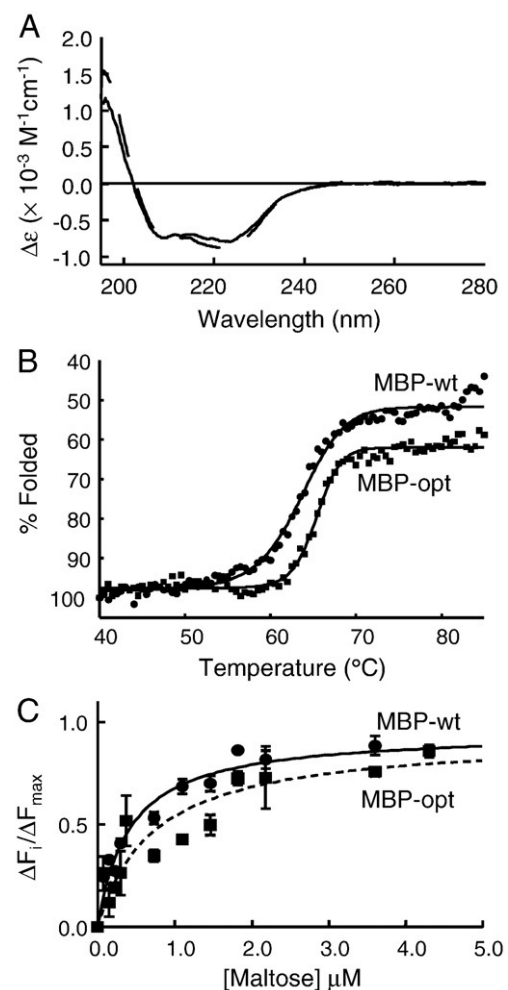 A
2.0
1.5
1.0
0.5
0.0
-0.5
-1.0
Δε (× 10⁻³ M⁻¹cm⁻¹)
200 220 240 260 280
Wavelength (nm)
B
40
50
60
70
80
90
100
% Folded
MBP-wt
MBP-opt
40 50 60 70 80
Temperature (°C)
C
1.0
0.5
0.0
ΔFᵢ/ΔFₘₐₓ
MBP-wt
MBP-opt
0.0 1.0 2.0 3.0 4.0 5.0
[Maltose] μM